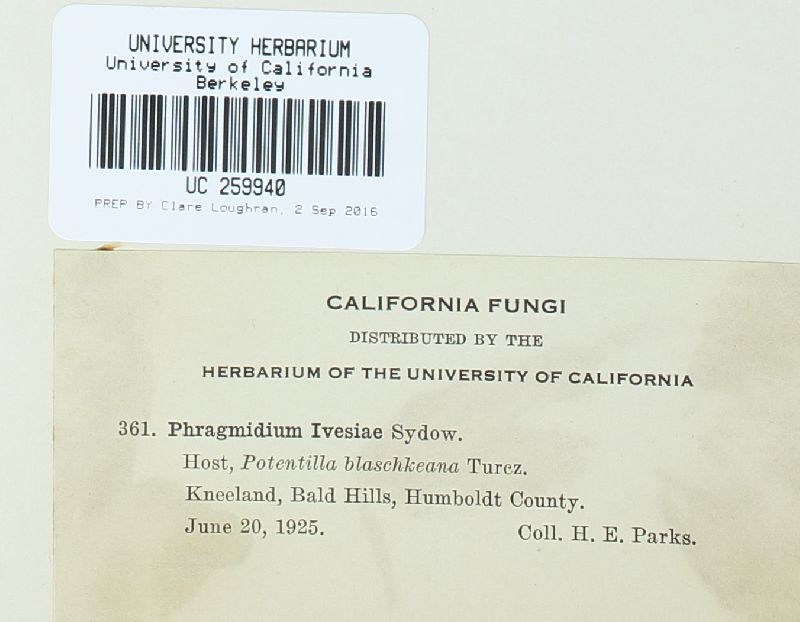 UNIVERSITY HERBARIUM
University of California
Berkeley
UC 259940
PREP BY Clare Loughran, 2 Sep 2016
CALIFORNIA FUNGI
DISTRIBUTED BY THE
HERBARIUM OF THE UNIVERSITY OF CALIFORNIA
361. Phragmidium Ivesiae Sydow.
Host, Potentilla blaschkeana Turcz.
Kneeland, Bald Hills, Humboldt County.
June 20, 1925. Coll. H. E. Parks.